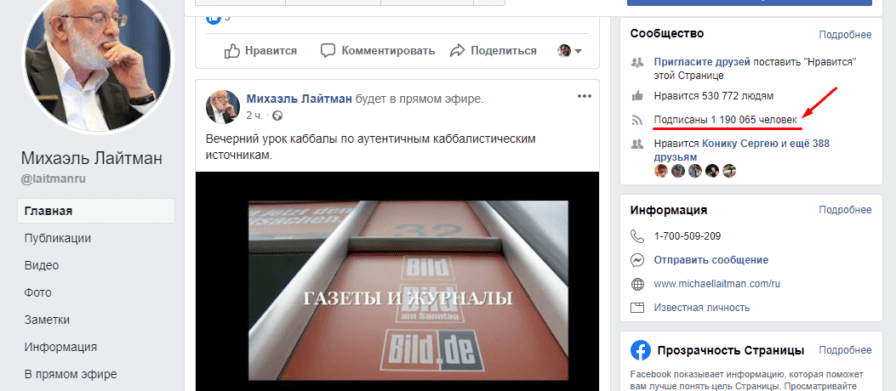 3
Нравится
Комментировать
Поделиться
Михаэль Лайтман
@laitmanru
Главная
Публикации
Видео
Фото
Заметки
Информация
В прямом эфире
Михаэль Лайтман будет в прямом эфире.
2 ч.
Вечерний урок каббалы по аутентичным каббалистическим
источникам.
32
Bild
Bild
am Sonntag
Bild.de
ГАЗЕТЫ И ЖУРНАЛЫ
Сообщество
Подробнее
Пригласите друзей поставить "Нравится"
этой Странице
Нравится 530 772 людям
Подписаны 1 190 065 человек
Нравится Конику Сергею и ещё 388
друзьям
Информация
Подробнее
1-700-509-209
Отправить сообщение
www.michaellaitman.com/ru
Известная личность
Прозрачность Страницы
Подробнее
Facebook показывает информацию, которая поможет
вам лучше понять цель Страницы. Просматривайте